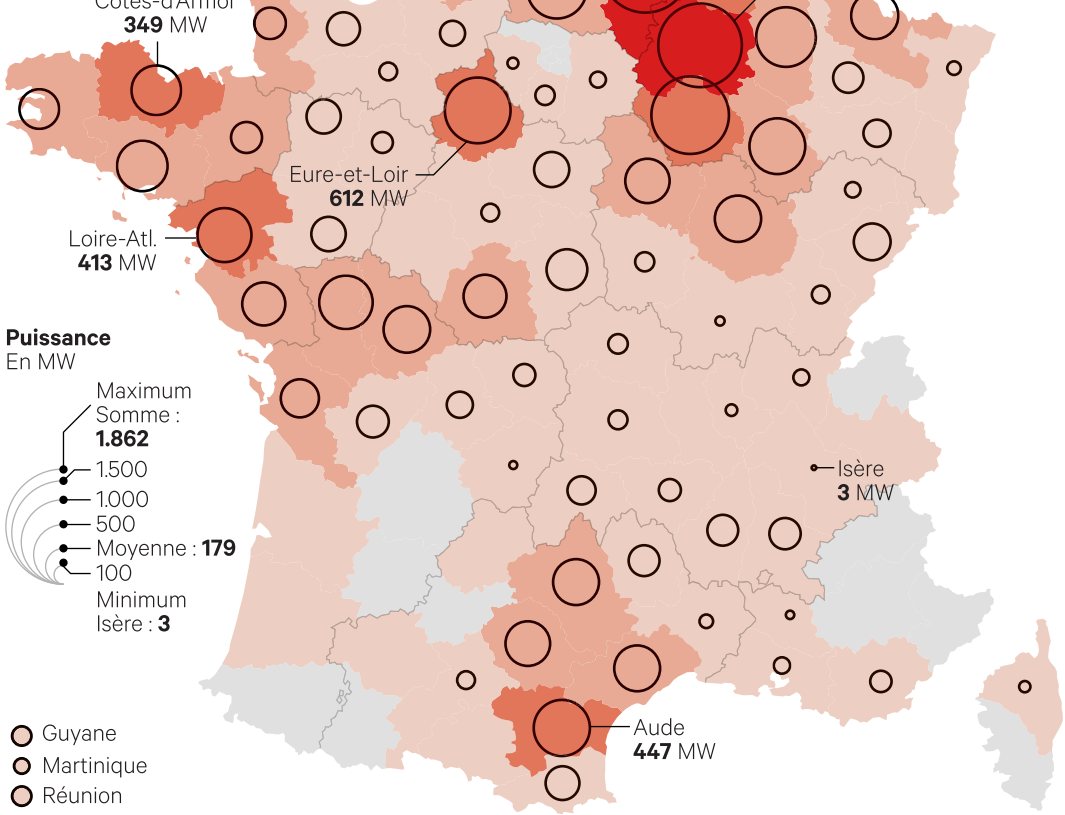 Côtes-d'Armor
349 MW
Eure-et-Loir
612 MW
Loire-Atl.
413 MW
Puissance
En MW
Maximum
Somme :
1.862
1.500
1.000
500
Moyenne : 179
100
Minimum
Isère : 3
Isère
3 MW
Aude
447 MW
Guyane
Martinique
Réunion